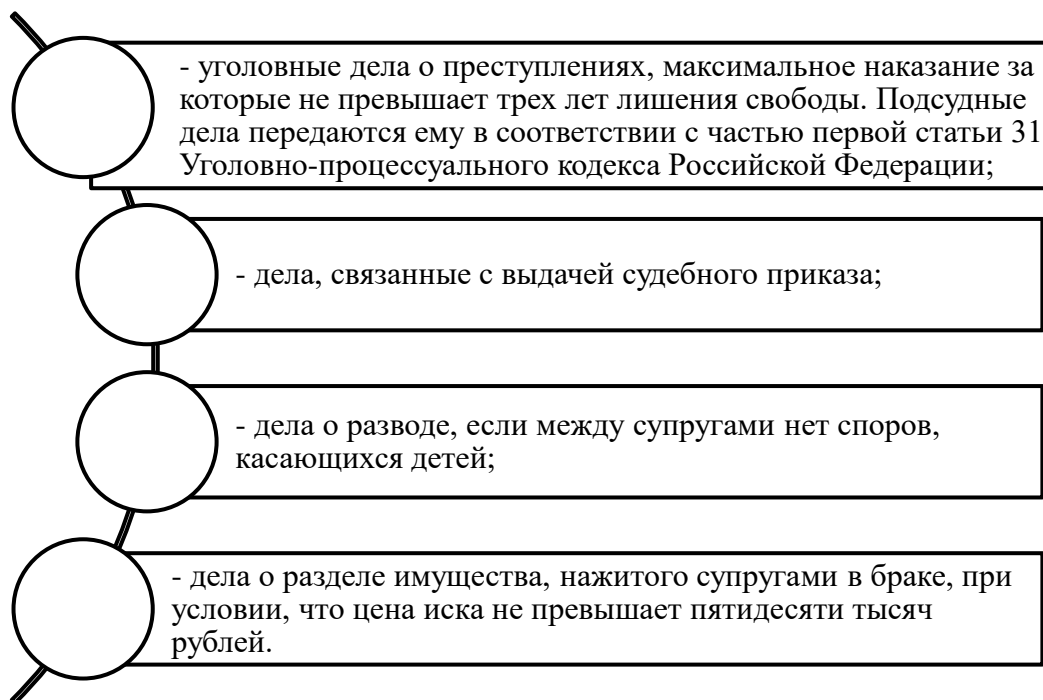 - уголовные дела о преступлениях, максимальное наказание за
которые не превышает трех лет лишения свободы. Подсудные
дела передаются ему в соответствии с частью первой статьи 31
Уголовно-процессуального кодекса Российской Федерации;
- дела, связанные с выдачей судебного приказа;
- дела о разводе, если между супругами нет споров,
касающихся детей;
- дела о разделе имущества, нажитого супругами в браке, при
условии, что цена иска не превышает пятидесяти тысяч
рублей.